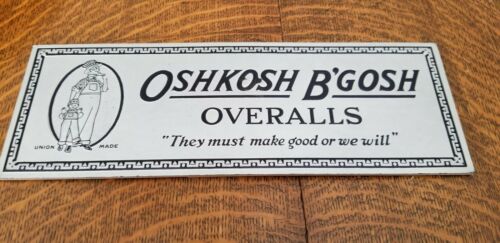 OSHKOSH B'GOSH
OVERALLS
"They must make good or we will"
UNION MADE